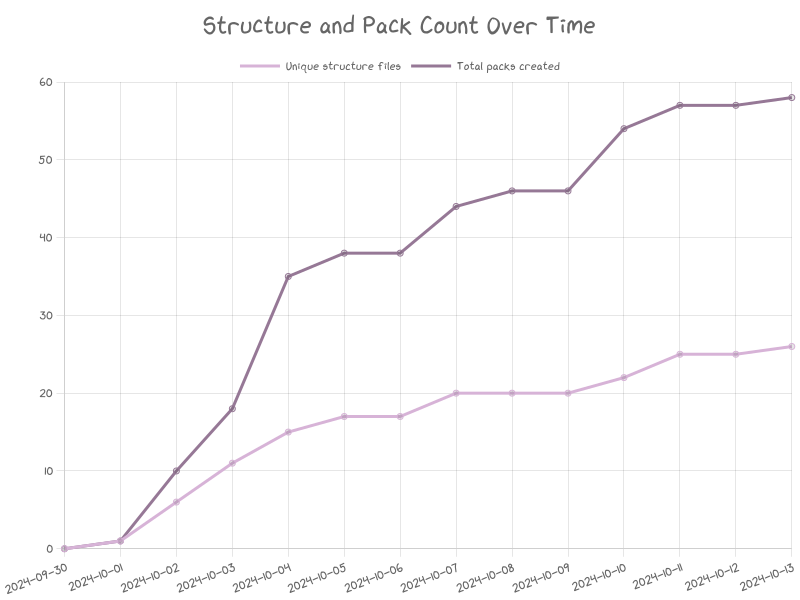 Structure and Pack Count Over Time
Unique structure files Total packs created
60
50
40
30
20
10
0
2024-09-30 2024-10-01 2024-10-02 2024-10-03 2024-10-04 2024-10-05 2024-10-06 2024-10-07 2024-10-08 2024-10-09 2024-10-10 2024-10-11 2024-10-12 2024-10-13